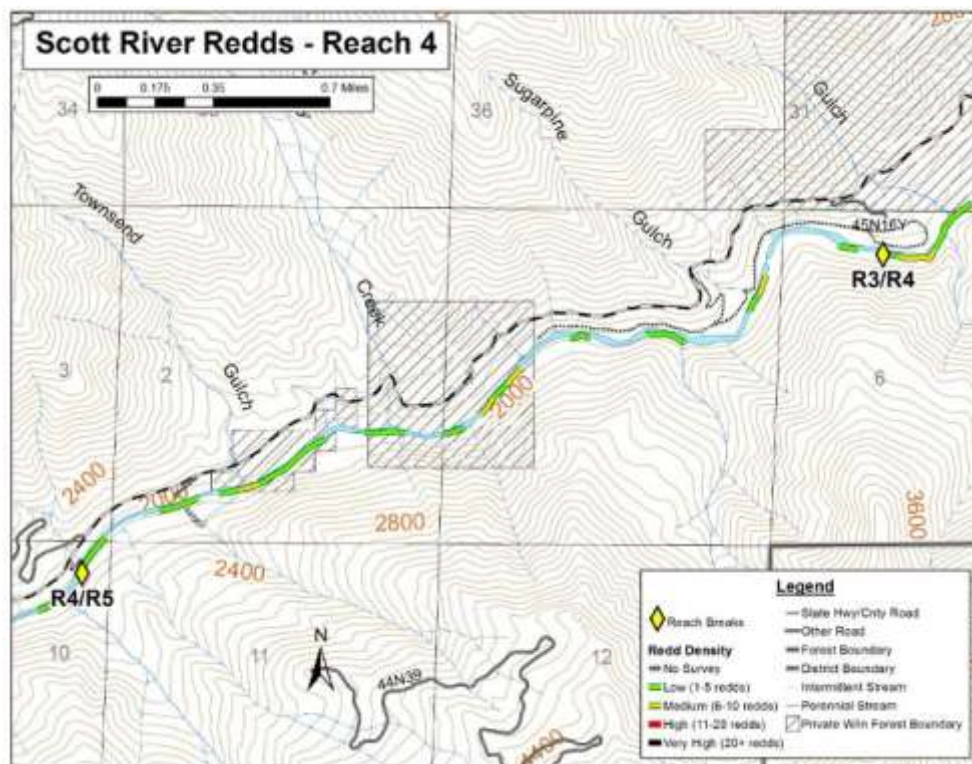 Scott River Redds - Reach 4
0 0.175 0.35 0.7 Miles
34
36
31
Sugarpine
Gulch
Gulch
Townsend
45N16Y
R3/R4
Creek
3
2
Gulch
6
2000
2400
2000
2800
3600
2400
R4/R5
10
11
12
N
44N39
Legend
Reach Breaks
Redd Density
No Survey
Low (1-5 redds)
Medium (6-10 redds)
High (11-20 redds)
Very High (20+ redds)
State Hwy/Cnty Road
Other Road
Forest Boundary
District Boundary
Intermittent Stream
Perennial Stream
Private W/in Forest Boundary